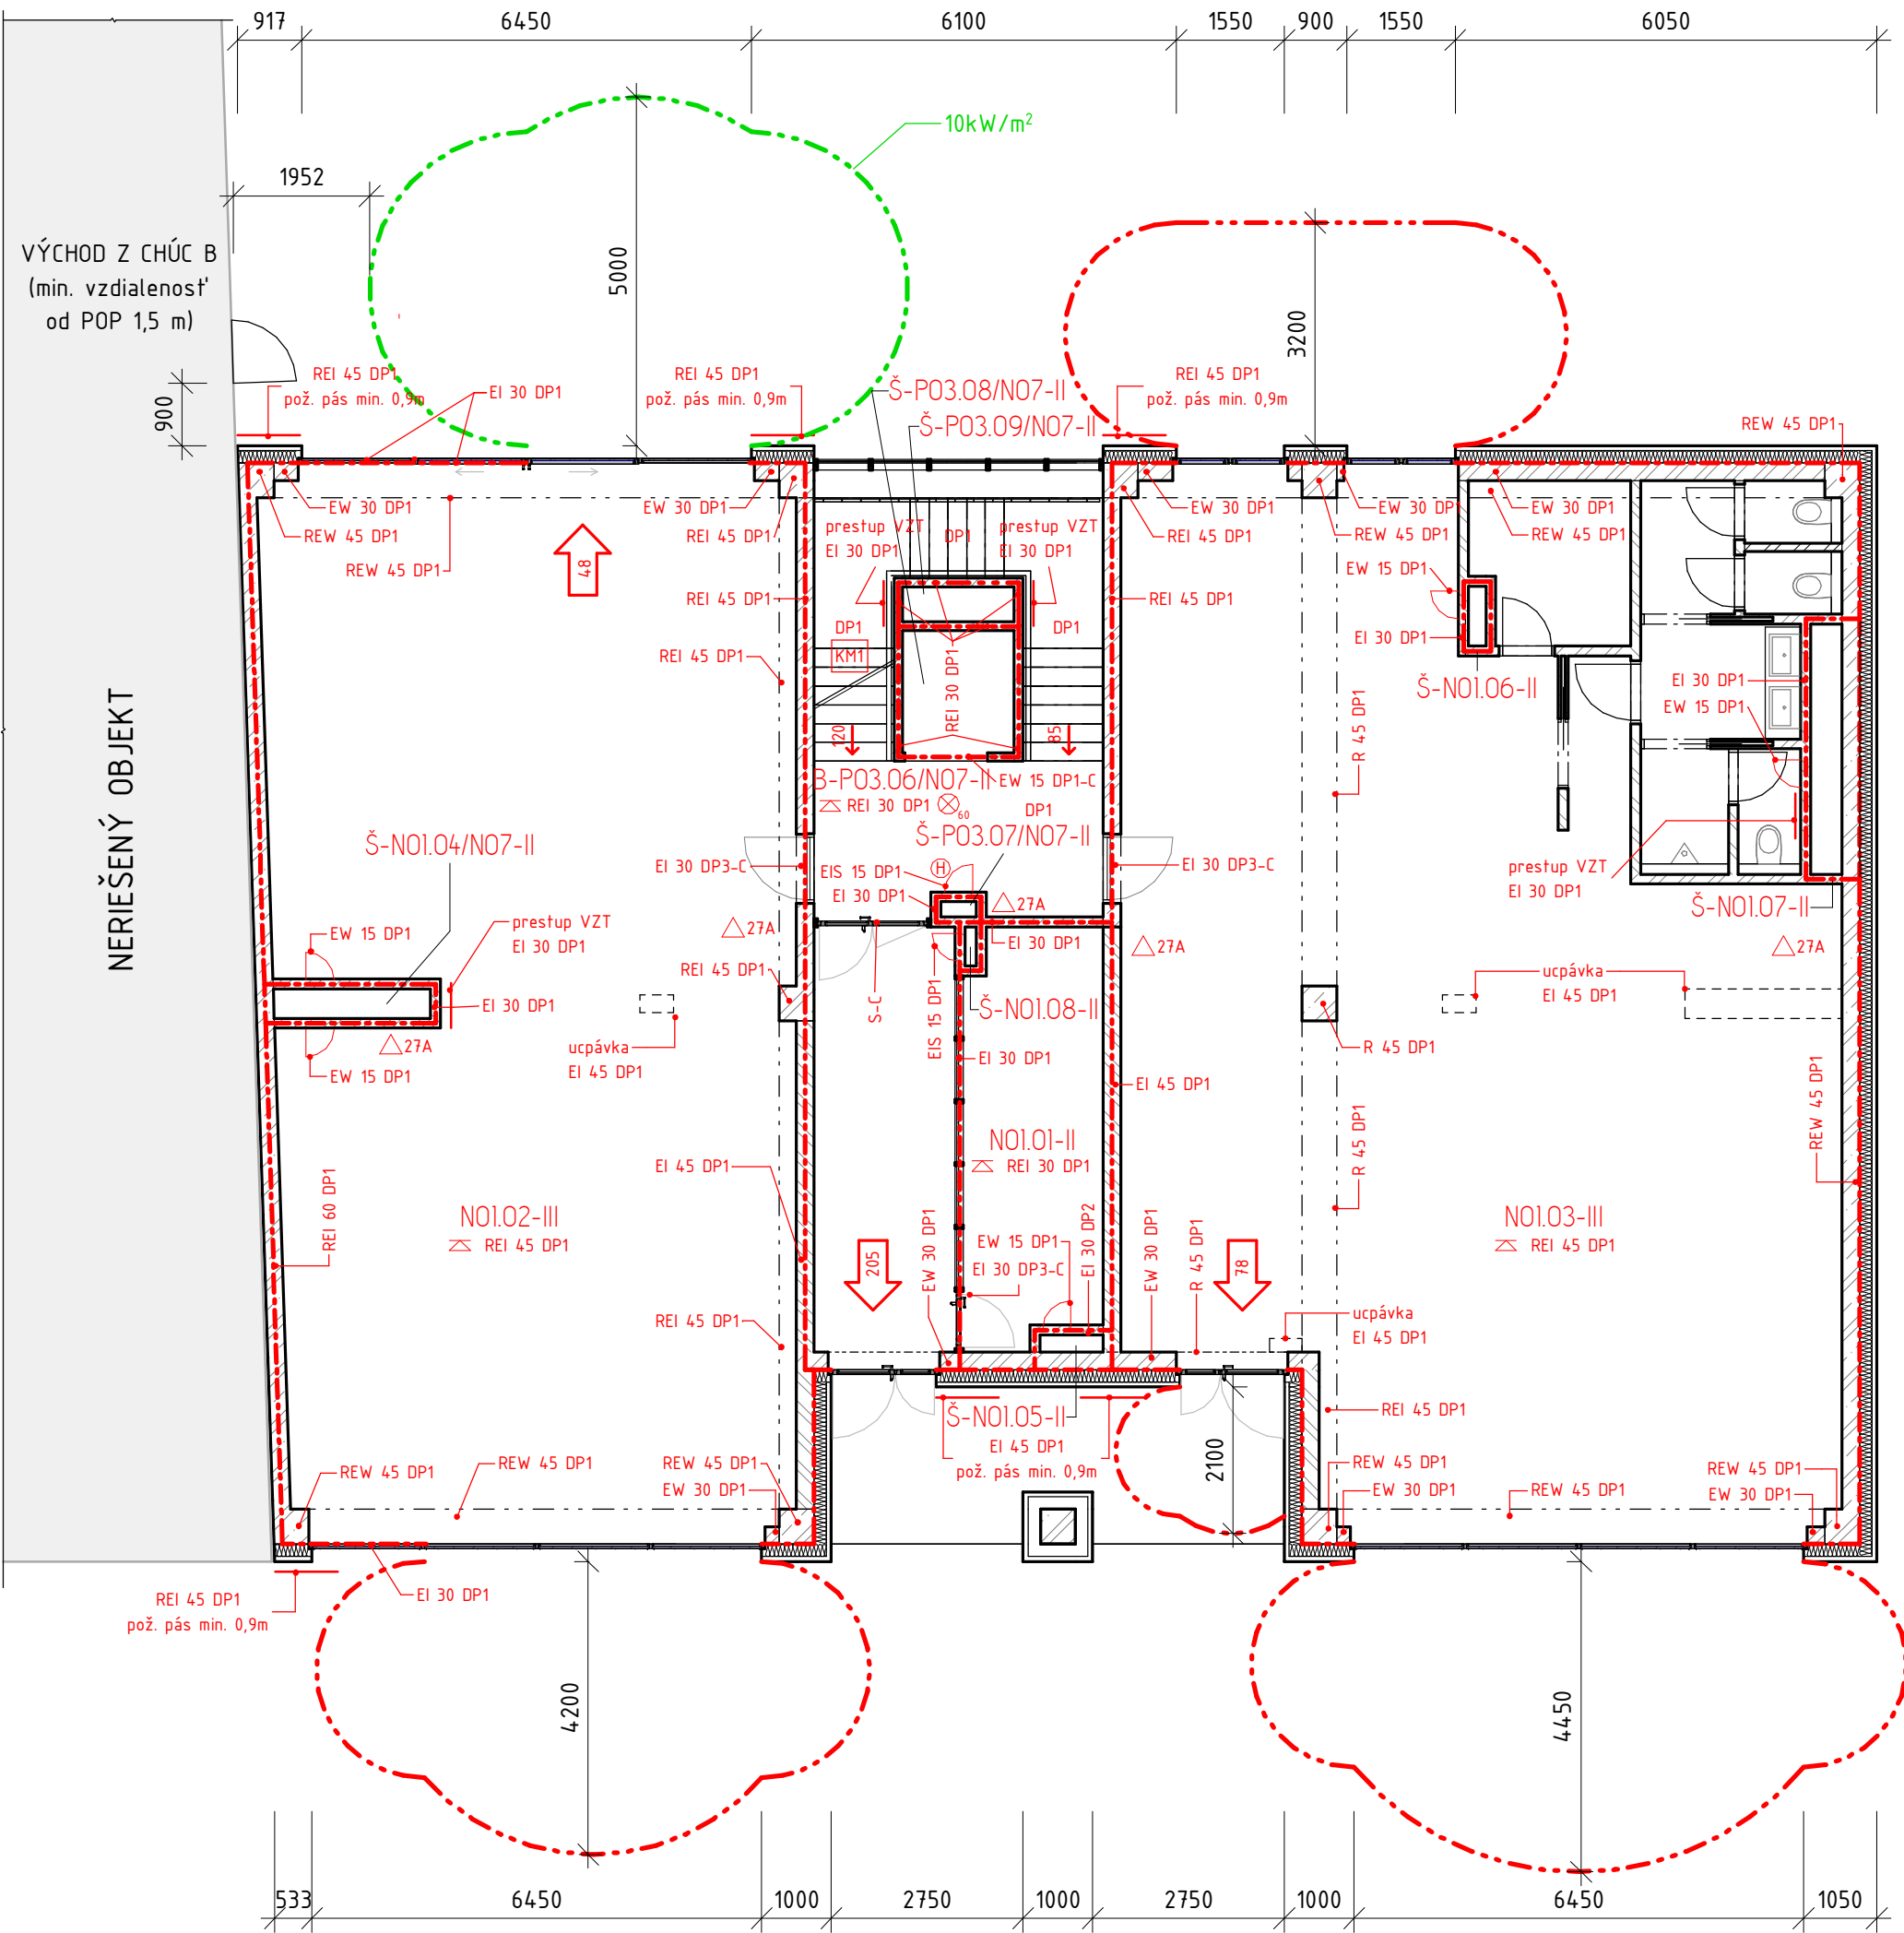 917
6450
6100
1550
900
1550
6050
10kW/m²
1952
5000
3200
VÝCHOD Z CHÚC B
(min. vzdialenosť
od POP 1,5 m)
900
REI 45 DP1
pož. pás min. 0,9m
EI 30 DP1
REI 45 DP1
pož. pás min. 0,9m
Š-P03.08/N07-II
Š-P03.09/N07-II
REI 45 DP1
pož. pás min. 0,9m
REW 45 DP1
EW 30 DP1
REW 45 DP1
REW 45 DP1
48
EW 30 DP1
REI 45 DP1
REI 45 DP1
REI 45 DP1
prestup VZT
EI 30 DP1
DP1
prestup VZT
EI 30 DP1
DP1
KM1
DP1
REI 30 DP1
120
85
EW 30 DP1
REI 45 DP1
REI 45 DP1
EW 30 DP1
REW 45 DP1
EW 30 DP1
REW 45 DP1
EW 15 DP1
EI 30 DP1
Š-N01.06-II
R 45 DP1
EI 30 DP1
EW 15 DP1
NERIEŠENÝ OBJEKT
B-P03.06/N07-II
REI 30 DP1
60
EW 15 DP1-C
DP1
Š-P03.07/N07-II
Š-N01.04/N07-II
EI 30 DP3-C
EIS 15 DP1
H
EI 30 DP1
27A
EI 30 DP3-C
prestup VZT
EI 30 DP1
Š-N01.07-II
27A
27A
27A
EW 15 DP1
prestup VZT
EI 30 DP1
EI 30 DP1
27A
EW 15 DP1
REI 45 DP1
ucpávka
EI 45 DP1
S-C
EIS 15 DP1
EI 30 DP1
Š-N01.08-II
EI 30 DP1
EI 45 DP1
ucpávka
EI 45 DP1
R 45 DP1
REW 45 DP1
R 45 DP1
EI 45 DP1
N01.01-II
REI 30 DP1
REI 60 DP1
N01.02-III
REI 45 DP1
N01.03-III
REI 45 DP1
205
EW 30 DP1
EW 15 DP1
EI 30 DP3-C
EI 30 DP2
EW 30 DP1
R 45 DP1
78
ucpávka
EI 45 DP1
REI 45 DP1
REI 45 DP1
Š-N01.05-II
EI 45 DP1
pož. pás min. 0,9m
2100
REW 45 DP1
REW 45 DP1
REW 45 DP1
EW 30 DP1
REW 45 DP1
EW 30 DP1
REW 45 DP1
REW 45 DP1
EW 30 DP1
EI 30 DP1
REI 45 DP1
pož. pás min. 0,9m
4200
4450
533
6450
1000
2750
1000
2750
1000
6450
1050